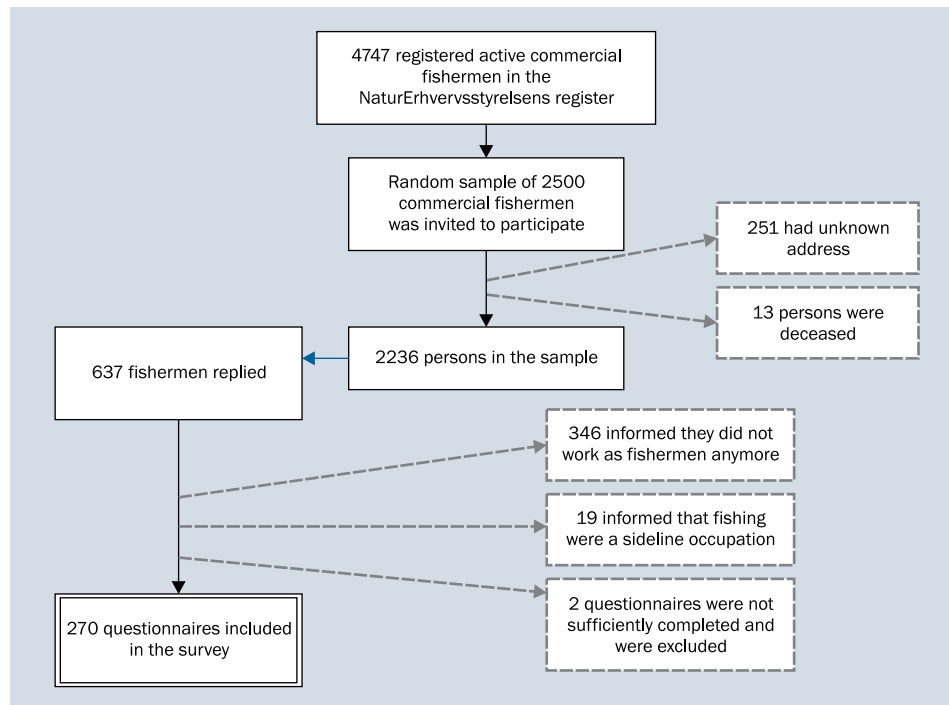 4747 registered active commercial
fishermen in the
NaturErhvervsstyrelsens register
Random sample of 2500
commercial fishermen
was invited to participate
251 had unknown
address
13 persons were
deceased
2236 persons in the sample
637 fishermen replied
346 informed they did not
work as fishermen anymore
19 informed that fishing
were a sideline occupation
2 questionnaires were not
sufficiently completed and
were excluded
270 questionnaires included
in the survey